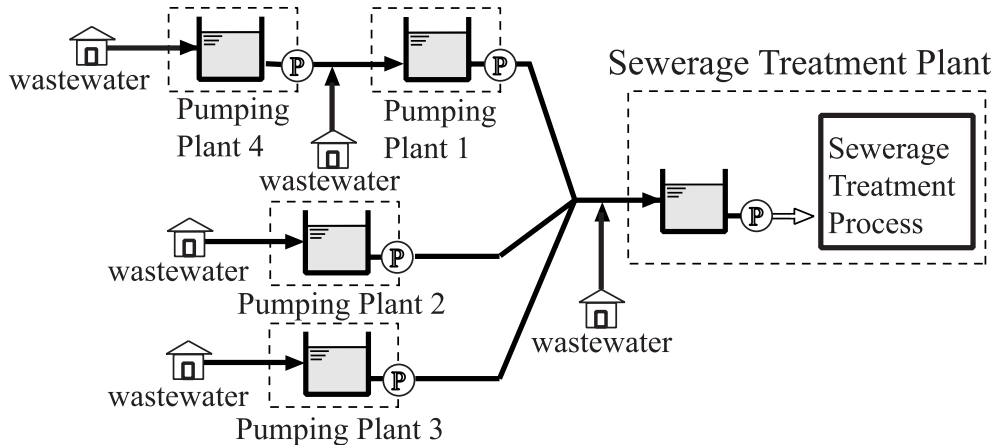 wastewater
Pumping
Plant 4
P
wastewater
Pumping
Plant 1
P
Sewerage Treatment Plant
Sewerage
Treatment
Process
P
wastewater
Pumping Plant 2
P
wastewater
wastewater
Pumping Plant 3
P